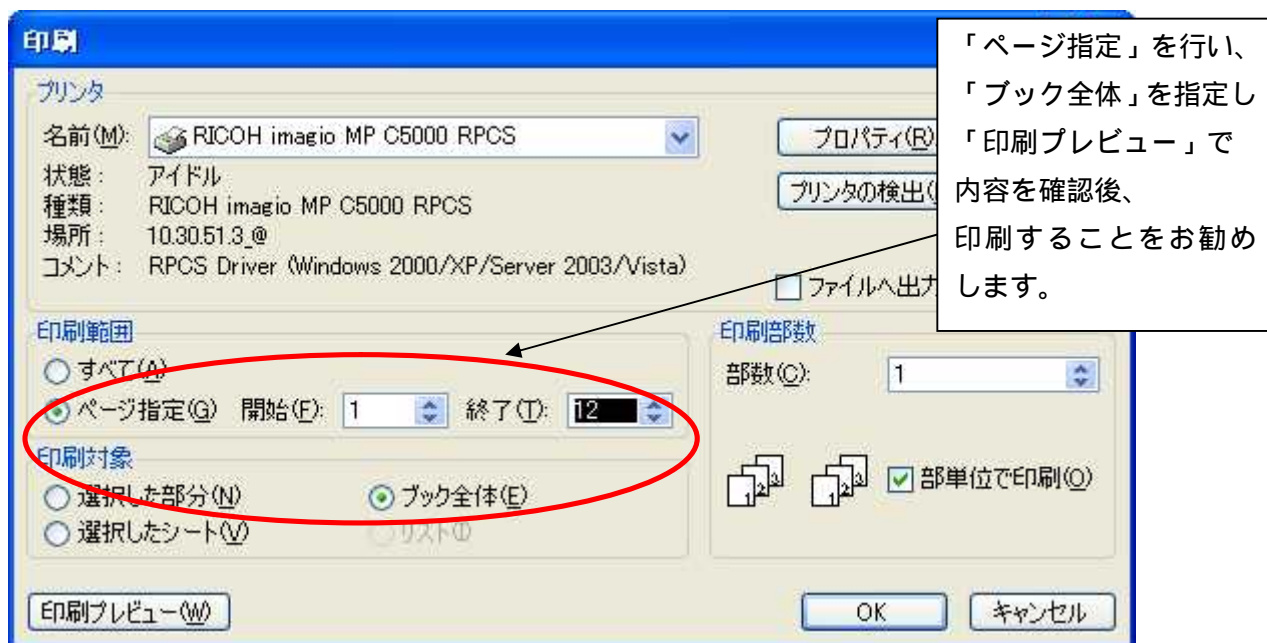 印刷
「ページ指定」を行い、
「ブック全体」を指定し
「印刷プレビュー」で
内容を確認後、
印刷することをお勧め
します。
プリンタ
名前(M): RICOH imagio MP C5000 RPCS
プロパティ(R)
状態： アイドル
プリンタの検出
種類： RICOH imagio MP C5000 RPCS
場所： 10.30.51.3_@
コメント： RPCS Driver (Windows 2000/XP/Server 2003/Vista)
ファイルへ出力
印刷範囲
すべて(A)
ページ指定(G) 開始(F): 1 終了(T): 12
印刷部数
部数(C): 1
印刷対象
選択した部分(N) ブック全体(E)
選択したシート(V) リスト(I)
1 2 3 1 2 3 部単位で印刷(O)
印刷プレビュー(W) OK キャンセル